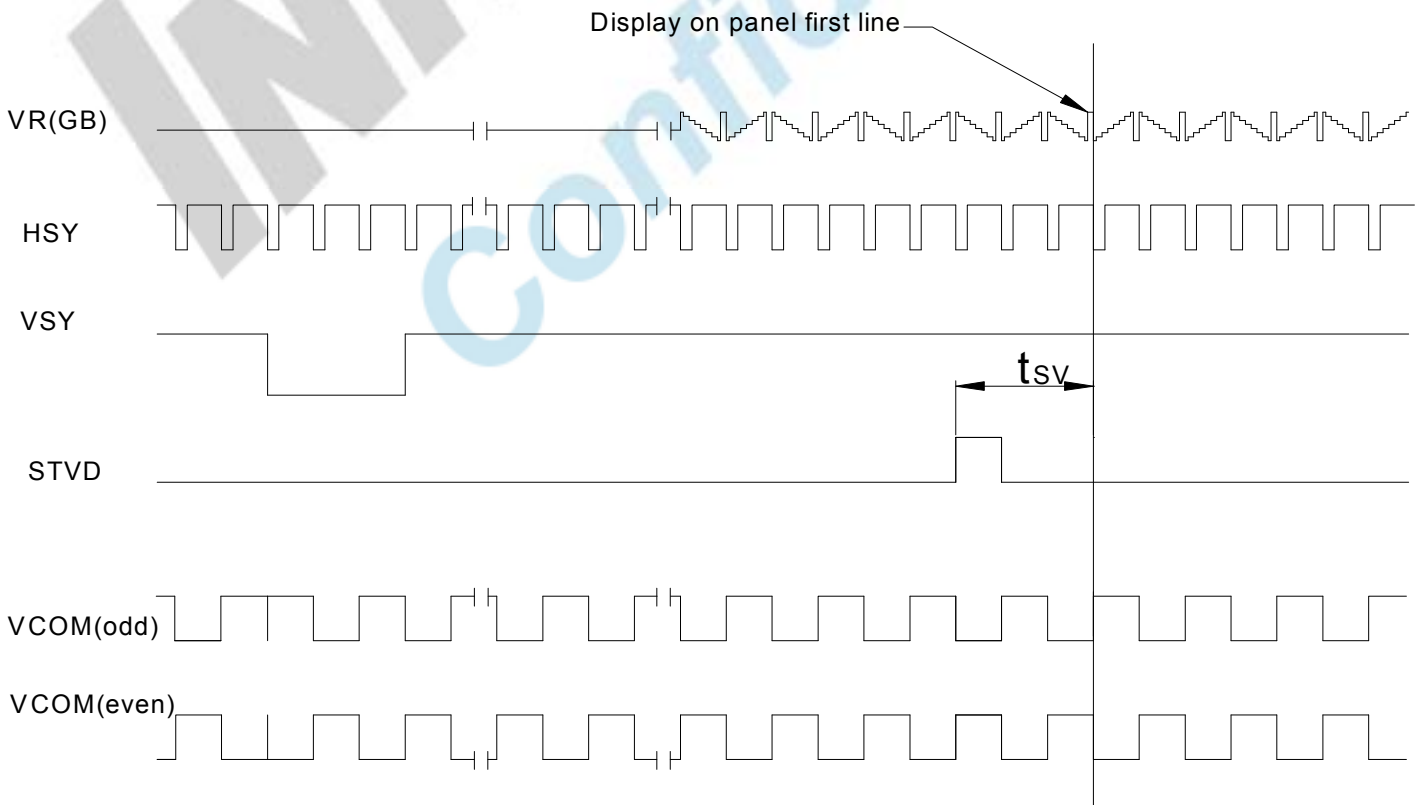 Display on panel first line
VR(GB)
HSY
VSY
tsv
STVD
VCOM(odd)
VCOM(even)